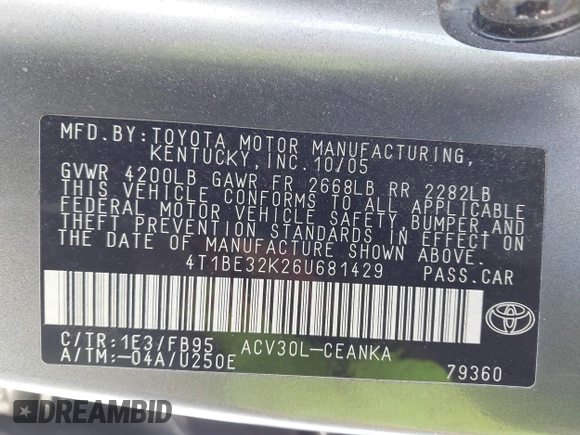 MFD.BY:TOYOTA MOTOR MANUFACTURING,
KENTUCKY,INC.10/05
GVWR 4200LB GAWR FR 2668LB RR 2282LB
THIS VEHICLE CONFORMS TO ALL APPLICABLE
FEDERAL MOTOR VEHICLE SAFETY,BUMPER,AND
THEFT PREVENTION STANDARDS IN EFFECT ON
THE DATE OF MANUFACTURE SHOWN ABOVE.
4T1BE32K26U681429 PASS.CAR
C/TR:1E3/FB95 ACV30L-CEANKA
A/TM:-04A/U250E 79360
DREAMBID